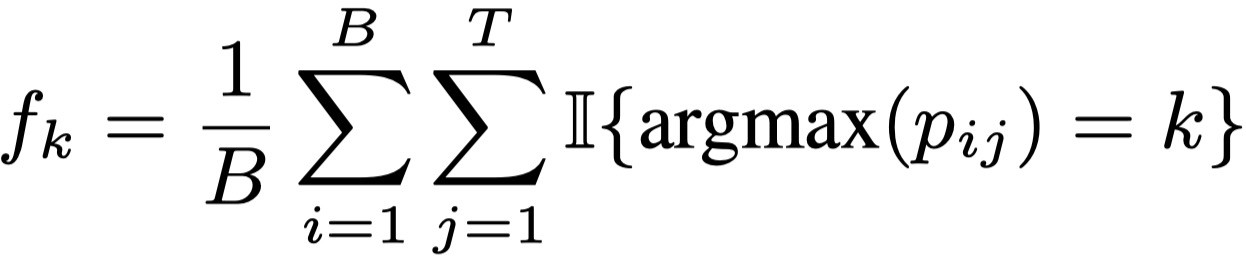 f_k = \frac{1}{B} \sum_{i=1}^{B} \sum_{j=1}^{T} \mathbb{I}\{\text{argmax}(p_{ij}) = k\}